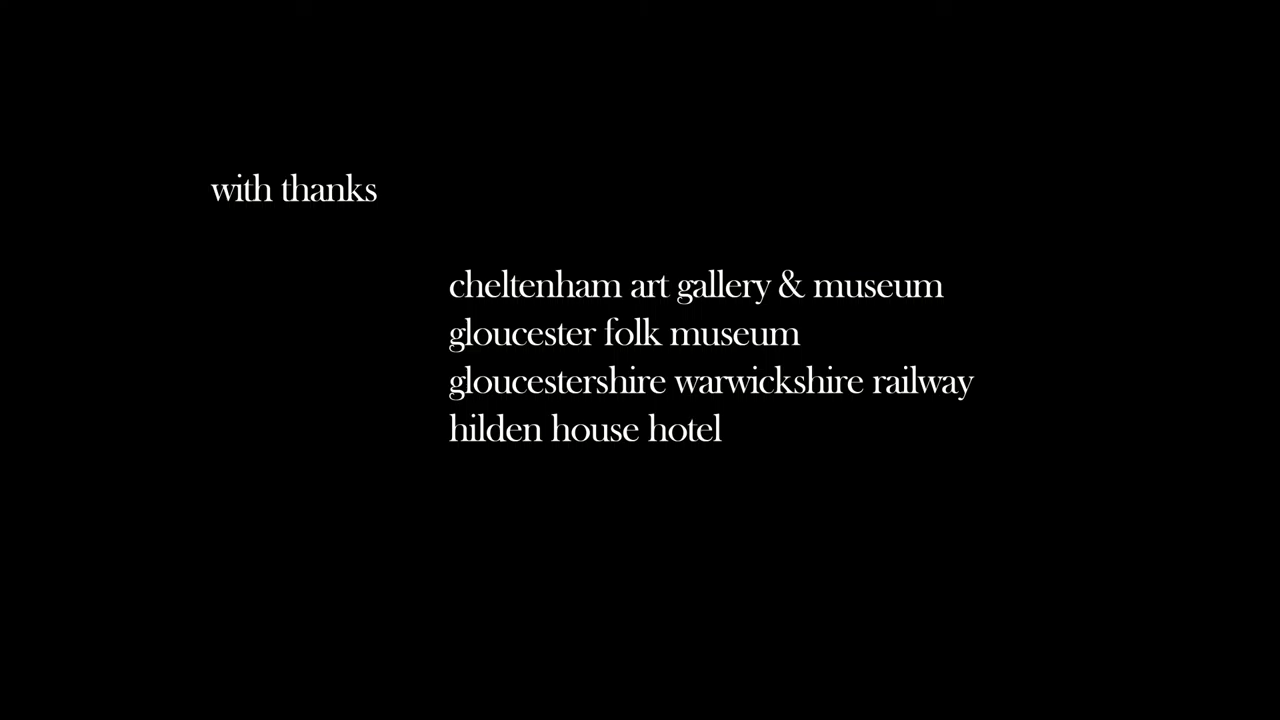 with thanks
cheltenham art gallery & museum
gloucester folk museum
gloucestershire warwickshire railway
hilden house hotel